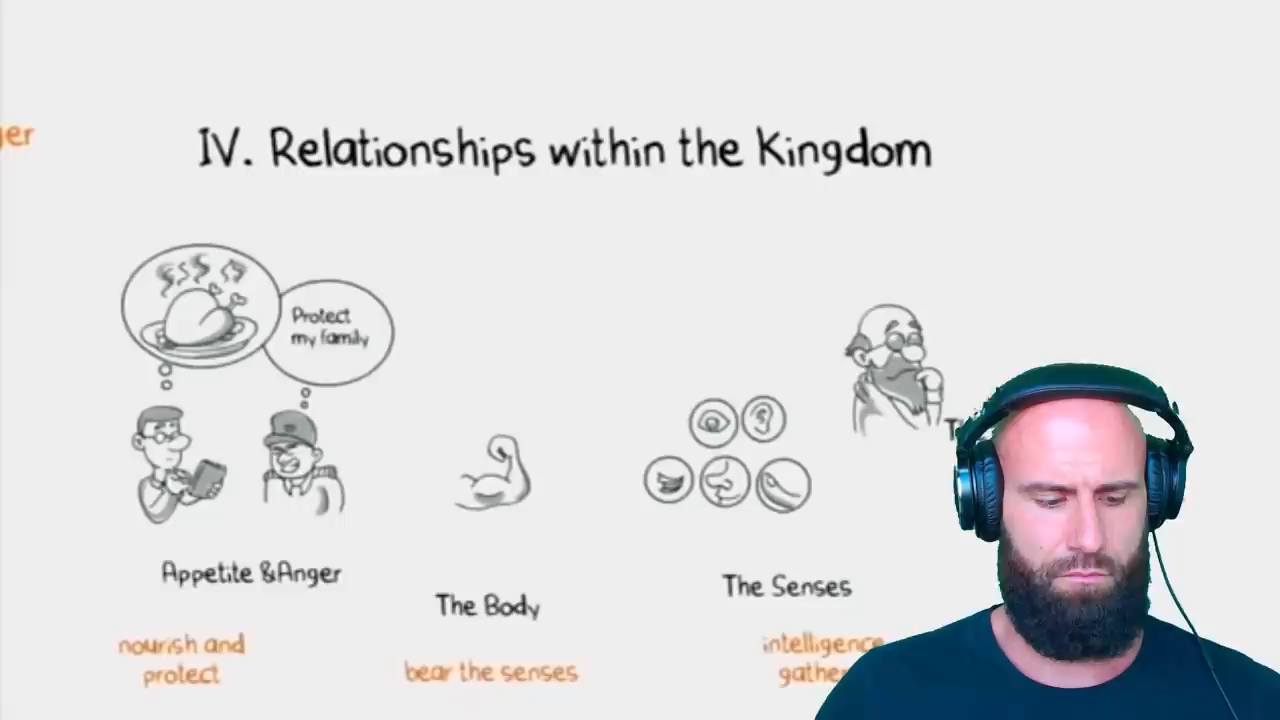 ger
IV. Relationships within the Kingdom
Protect
my family
Appetite &Anger
The Body
The Senses
nourish and
protect
bear the senses
intelligence